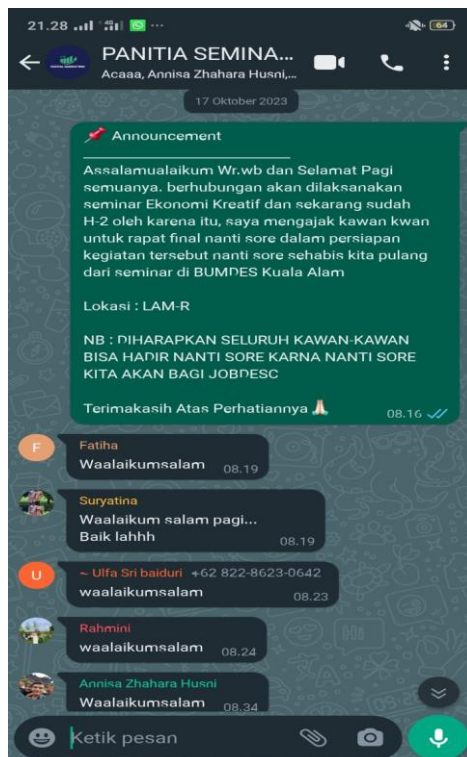 21.28
64
PANITIA SEMINA...
Acaaa, Annisa Zhahara Husni,...
17 Oktober 2023
Announcement
Assalamualaikum Wr.wb dan Selamat Pagi
semuanya. berhubungan akan dilaksanakan
seminar Ekonomi Kreatif dan sekarang sudah
H-2 oleh karena itu, saya mengajak kawan kwan
untuk rapat final nanti sore dalam persiapan
kegiatan tersebut nanti sore sehabis kita pulang
dari seminar di BUMDES Kuala Alam
Lokasi : LAM-R
NB : DIHARAPKAN SELURUH KAWAN-KAWAN
BISA HADIR NANTI SORE KARNA NANTI SORE
KITA AKAN BAGI JOBDESC
Terimakasih Atas Perhatiannya 🙏🏻
08.16
F
Fatiha
Waalaikumsalam 08.19
Suryatina
Waalaikum salam pagi...
Baik lahhh 08.19
U
~ Ulfa Sri baiduri +62 822-8623-0642
waalaikumsalam 08.23
Rahmini
waalaikumsalam 08.24
Annisa Zhahara Husni
Waalaikumsalam 08.34
Ketik pesan